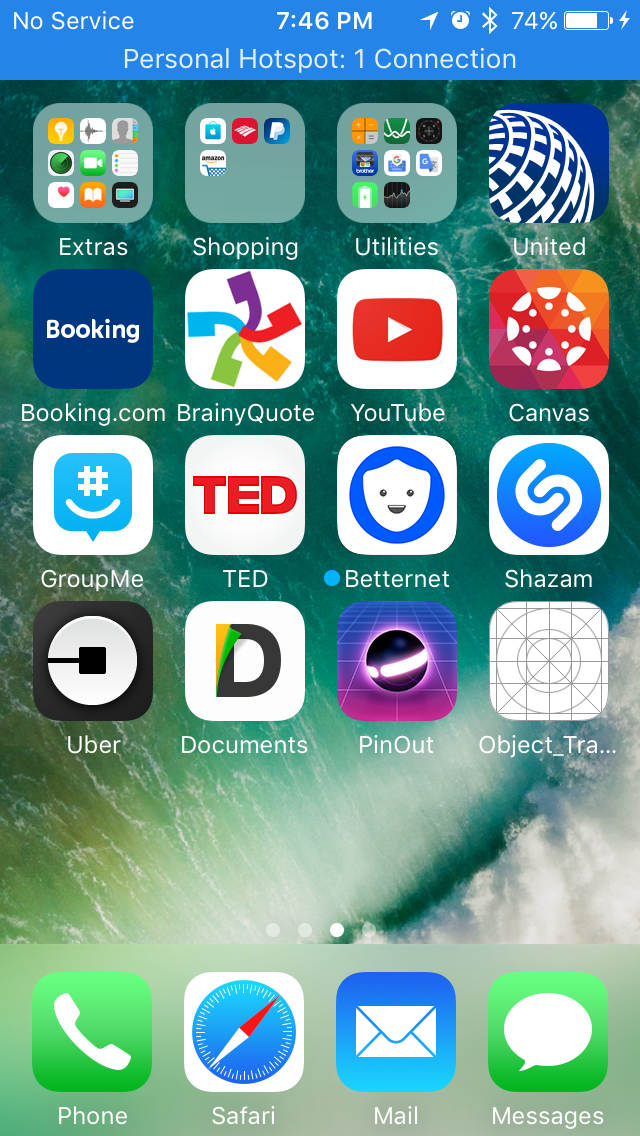 No Service 7:46 PM 74%
Personal Hotspot: 1 Connection
amazon
brother
Extras Shopping Utilities United
Booking
Booking.com BrainyQuote YouTube Canvas
TED
GroupMe TED Betternet Shazam
D
Uber Documents PinOut Object_Tra...
Phone Safari Mail Messages